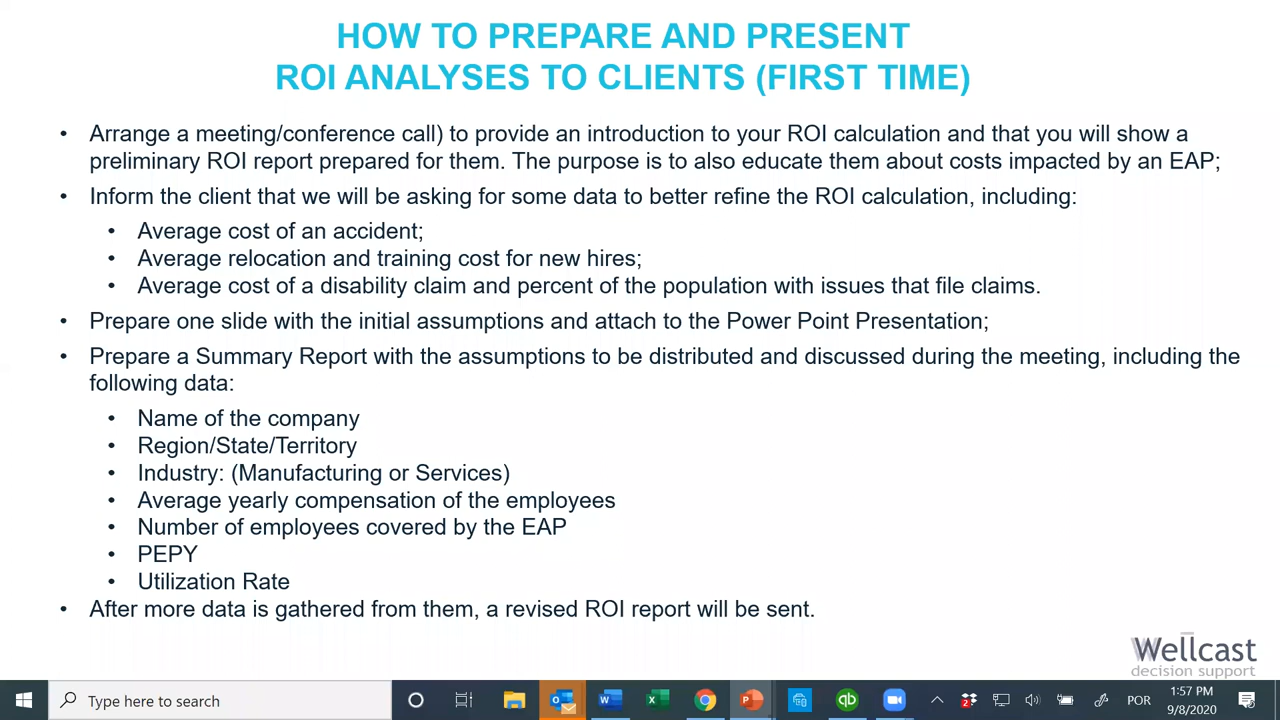 HOW TO PREPARE AND PRESENT
ROI ANALYSES TO CLIENTS (FIRST TIME)
• Arrange a meeting/conference call) to provide an introduction to your ROI calculation and that you will show a
preliminary ROI report prepared for them. The purpose is to also educate them about costs impacted by an EAP;
• Inform the client that we will be asking for some data to better refine the ROI calculation, including:
• Average cost of an accident;
• Average relocation and training cost for new hires;
• Average cost of a disability claim and percent of the population with issues that file claims.
• Prepare one slide with the initial assumptions and attach to the Power Point Presentation;
• Prepare a Summary Report with the assumptions to be distributed and discussed during the meeting, including the
following data:
• Name of the company
• Region/State/Territory
• Industry: (Manufacturing or Services)
• Average yearly compensation of the employees
• Number of employees covered by the EAP
• PEPY
• Utilization Rate
• After more data is gathered from them, a revised ROI report will be sent.
Wellcast
decision support
Type here to search
POR
1:57 PM
9/8/2020